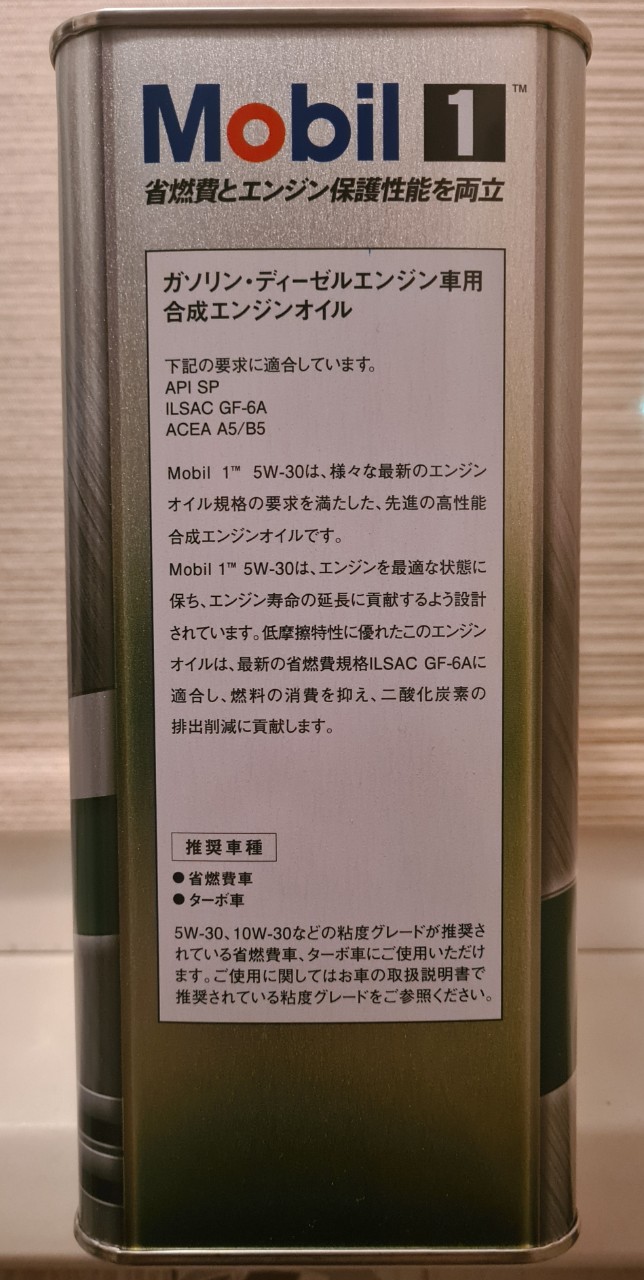 Mobil 1™
省燃費とエンジン保護性能を両立
ガソリン・ディーゼルエンジン車用
合成エンジンオイル
下記の要求に適合しています。
API SP
ILSAC GF-6A
ACEA A5/B5
Mobil 1™ 5W-30は、様々な最新のエンジン
オイル規格の要求を満たした、先進の高性能
合成エンジンオイルです。
Mobil 1™ 5W-30は、エンジンを最適な状態に
保ち、エンジン寿命の延長に貢献するよう設計
されています。低摩擦特性に優れたこのエンジン
オイルは、最新の省燃費規格ILSAC GF-6Aに
適合し、燃料の消費を抑え、二酸化炭素の
排出削減に貢献します。
推奨車種
●省燃費車
●ターボ車
5W-30、10W-30などの粘度グレードが推奨さ
れている省燃費車、ターボ車にご使用いただけ
ます。ご使用に関してはお車の取扱説明書で
推奨されている粘度グレードをご参照ください。